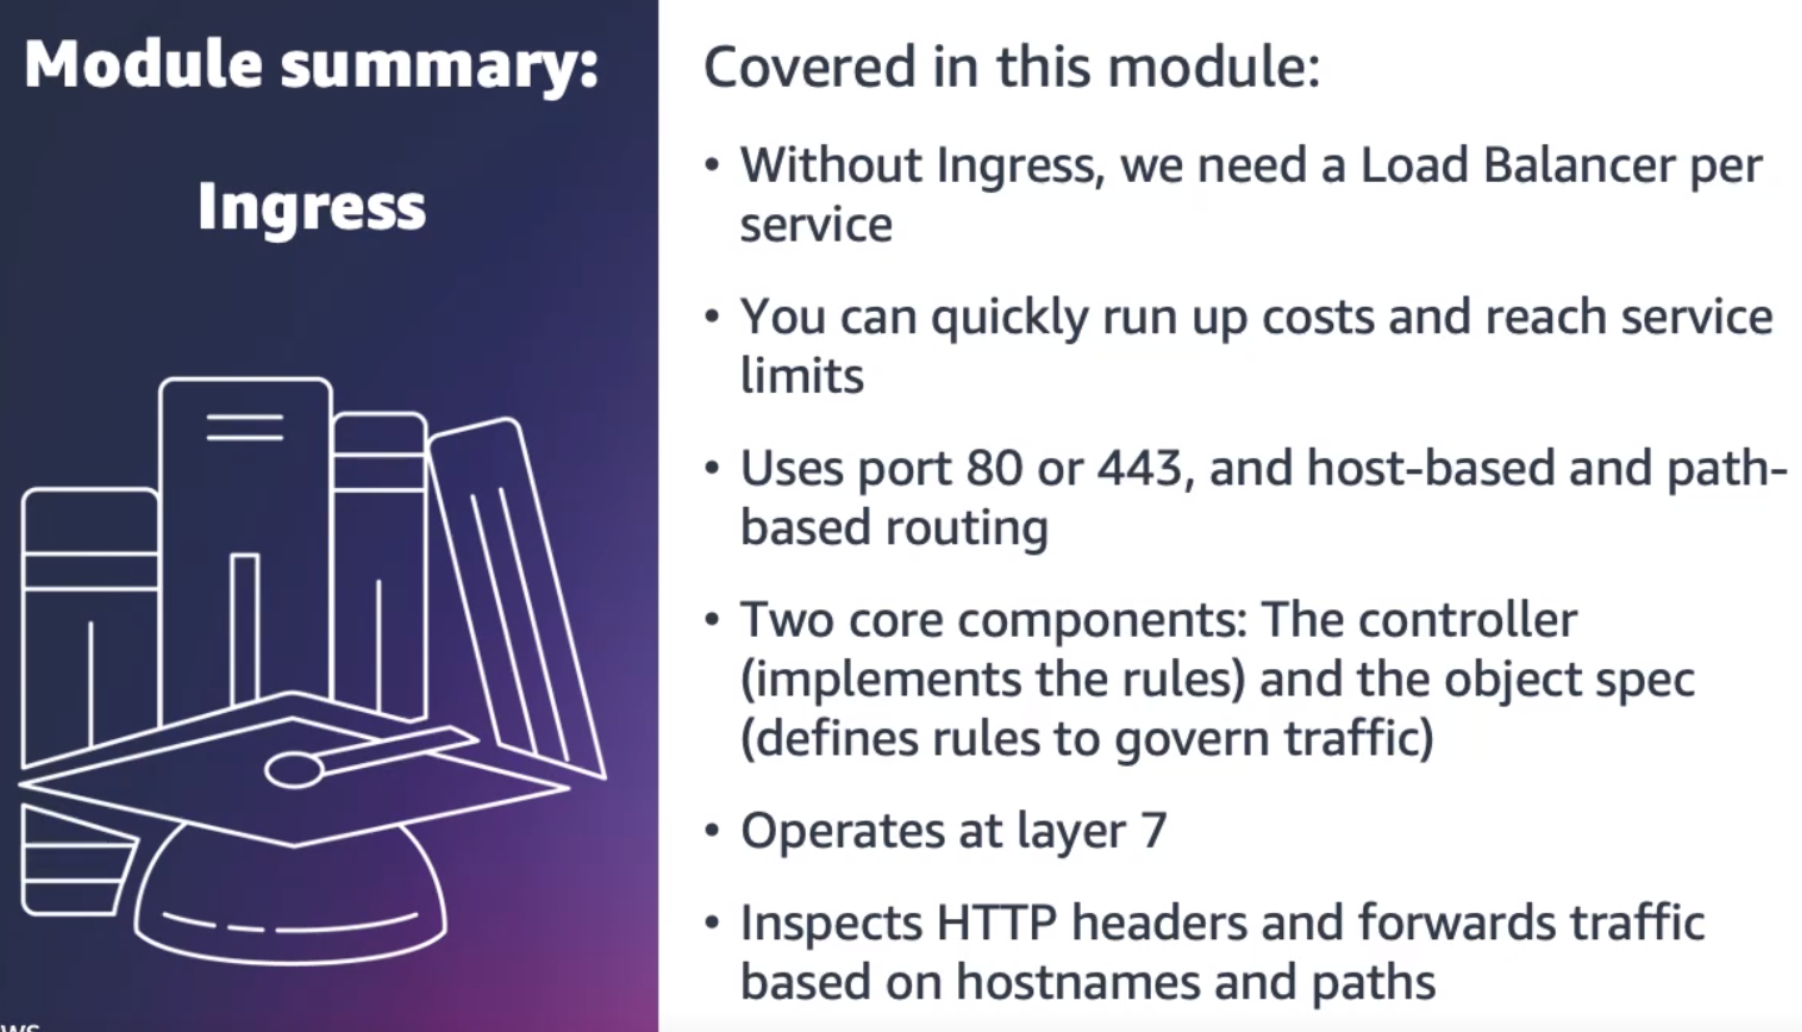 Module summary:
Ingress
Covered in this module:
• Without Ingress, we need a Load Balancer per
service
• You can quickly run up costs and reach service
limits
• Uses port 80 or 443, and host-based and path-
based routing
• Two core components: The controller
(implements the rules) and the object spec
(defines rules to govern traffic)
• Operates at layer 7
• Inspects HTTP headers and forwards traffic
based on hostnames and paths